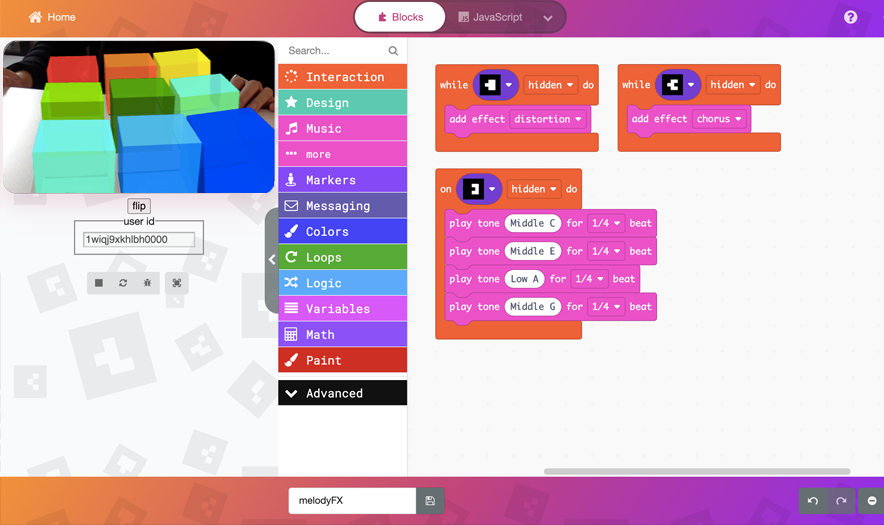 Home
Blocks
JavaScript
?
flip
user id
1wiqj9xkhlbh0000
Search...
Interaction
Design
Music
more
Markers
Messaging
Colors
Loops
Logic
Variables
Math
Paint
Advanced
while hidden do
add effect distortion
while hidden do
add effect chorus
on hidden do
play tone Middle C for 1/4 beat
play tone Middle E for 1/4 beat
play tone Low A for 1/4 beat
play tone Middle G for 1/4 beat
melodyFX